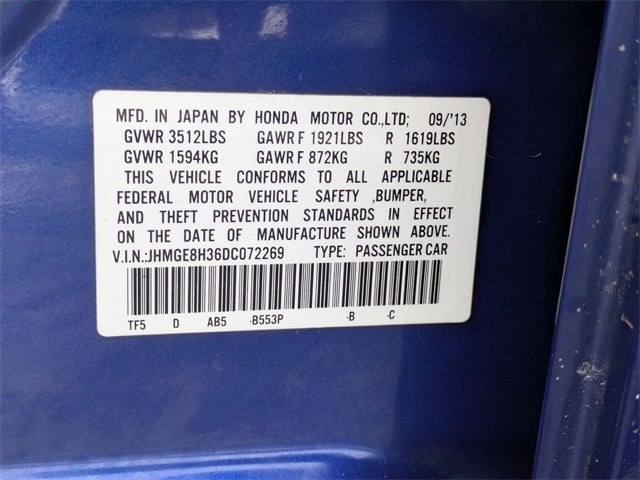 MFD. IN JAPAN BY HONDA MOTOR CO.,LTD; 09/'13
GVWR 3512LBS GAWR F 1921LBS R 1619LBS
GVWR 1594KG GAWR F 872KG R 735KG
THIS VEHICLE CONFORMS TO ALL APPLICABLE
FEDERAL MOTOR VEHICLE SAFETY ,BUMPER,
AND THEFT PREVENTION STANDARDS IN EFFECT
ON THE DATE OF MANUFACTURE SHOWN ABOVE.
V.I.N.:JHMGE8H36DC072269 TYPE: PASSENGER CAR
TF5 D AB5 -B553P -B -C